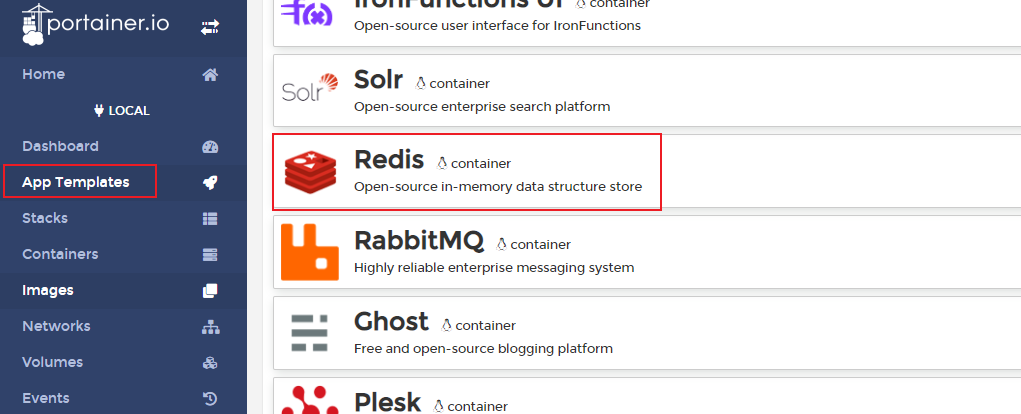 portainer.io
Home
LOCAL
Dashboard
App Templates
Stacks
Containers
Images
Networks
Volumes
Events
IronFunctions UI container
Open-source user interface for IronFunctions
Solr
Solr container
Open-source enterprise search platform
Redis container
Open-source in-memory data structure store
RabbitMQ container
Highly reliable enterprise messaging system
Ghost container
Free and open-source blogging platform
Plesk container